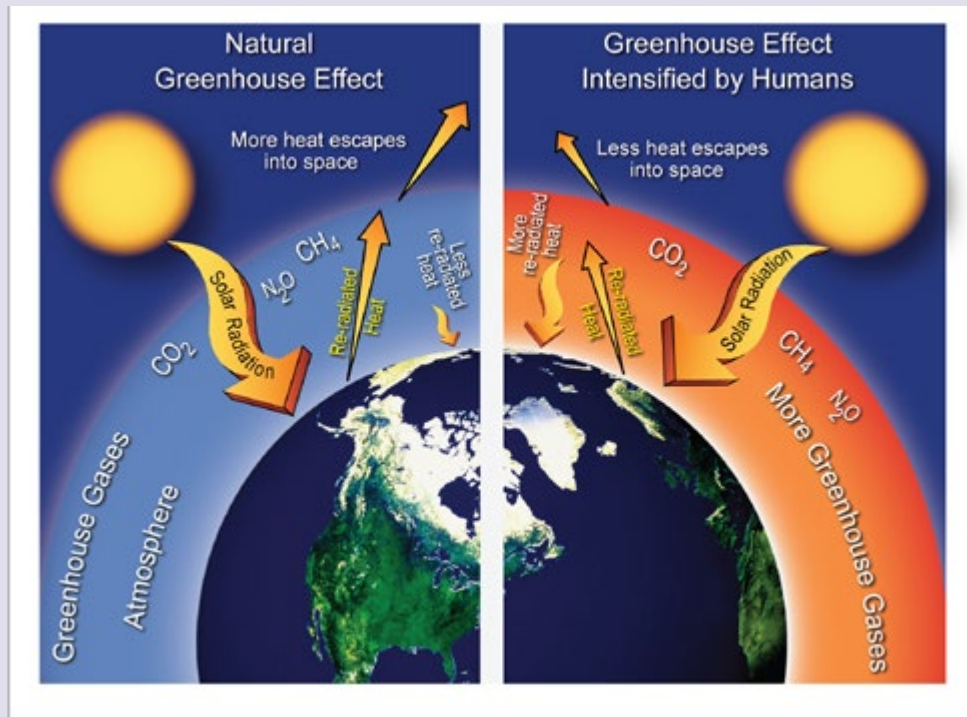 Natural
Greenhouse Effect
More heat escapes
into space
Solar Radiation
CO₂
N₂O
CH₄
Re-radiated
Heat
Less
re-radiated
heat
Greenhouse Gases
Atmosphere
Greenhouse Effect
Intensified by Humans
Less heat escapes
into space
More
re-radiated
heat
Re-radiated
Heat
CO₂
Solar Radiation
CH₄
N₂O
More Greenhouse Gases